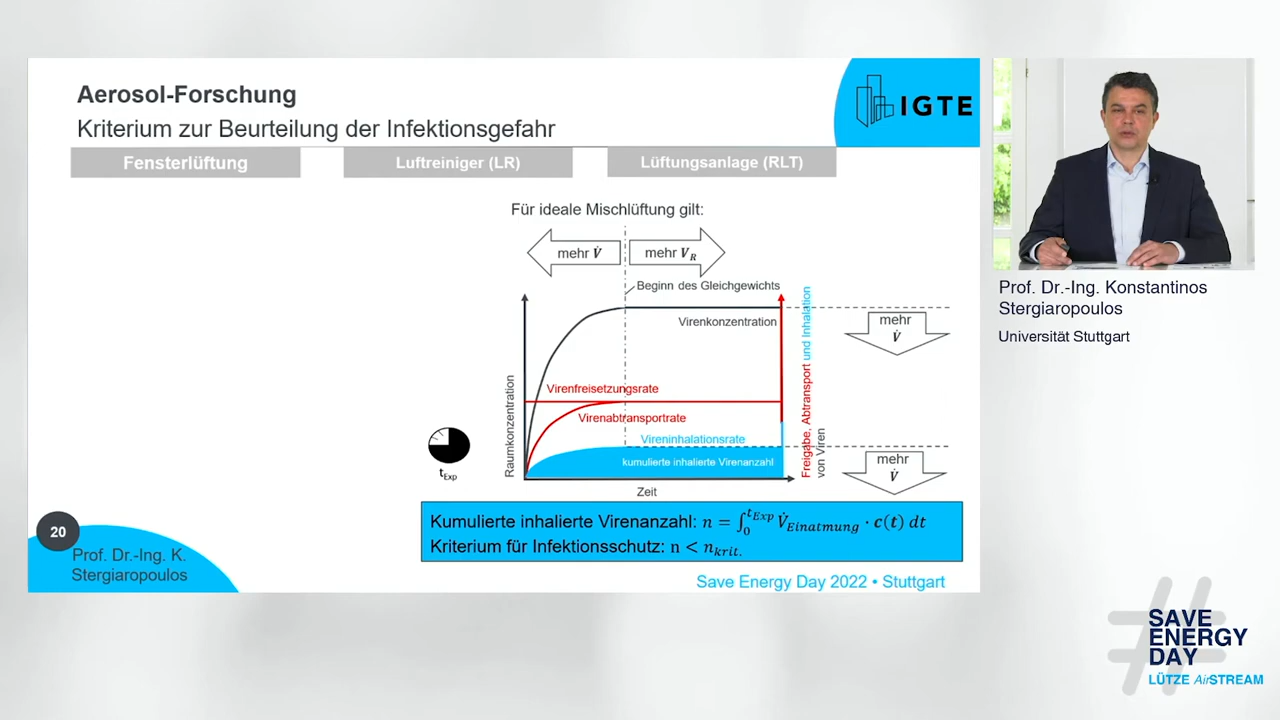 Aerosol-Forschung
Kriterium zur Beurteilung der Infektionsgefahr
IGTE
Fensterlüftung
Luftreiniger (LR)
Lüftungsanlage (RLT)
Für ideale Mischlüftung gilt:
mehr V̇
mehr V_R
Beginn des Gleichgewichts
Virenkonzentration
mehr
V̇
Virenfreisetzungsrate
Virenabtransportrate
Vireninhalationsrate
kumulierte inhalierte Virenanzahl
Raumkonzentration
Zeit
Freigabe, Abtransport und Inhalation
von Viren
mehr
V̇
t_Exp
Kumulierte inhalierte Virenanzahl: n = ∫_0^{t_Exp} V̇_Einatmung · c(t) dt
Kriterium für Infektionsschutz: n < n_krit.
20
Prof. Dr.-Ing. K.
Stergiaropoulos
Save Energy Day 2022 • Stuttgart
Prof. Dr.-Ing. Konstantinos
Stergiaropoulos
Universität Stuttgart
#
SAVE
ENERGY
DAY
LÜTZE AirSTREAM